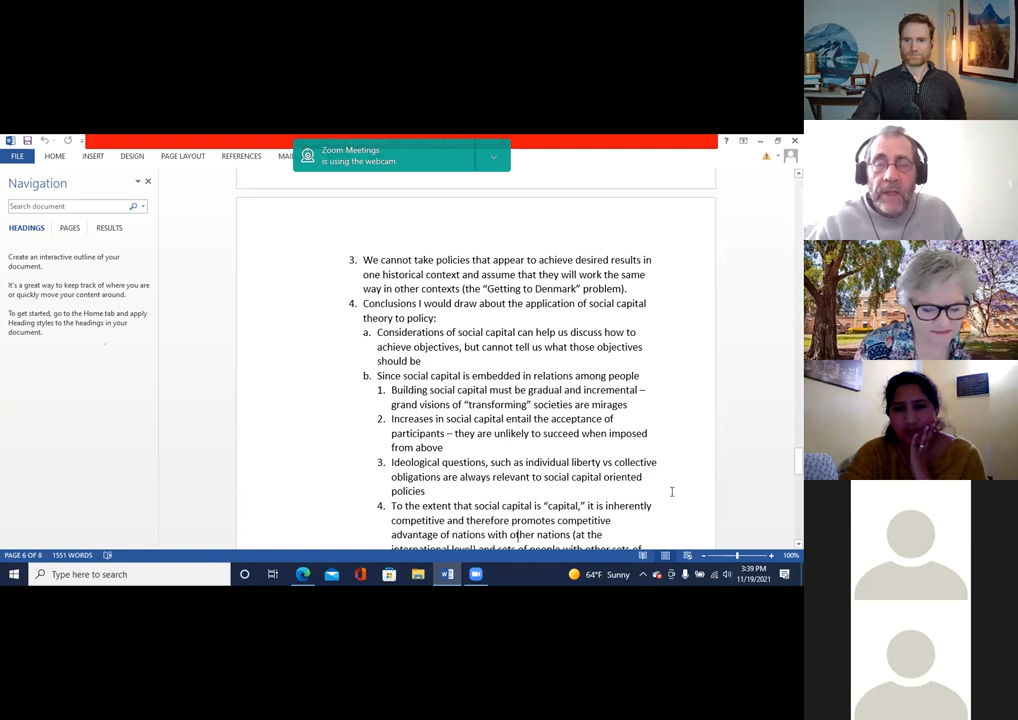 Zoom Meetings
is using the webcam
FILE HOME INSERT DESIGN PAGE LAYOUT REFERENCES
Navigation
Search document
HEADINGS PAGES RESULTS
Create an interactive outline of your
document.
It's a great way to keep track of where you are
or quickly move your content around.
To get started, go to the Home tab and apply
Heading styles to the headings in your
document.
3. We cannot take policies that appear to achieve desired results in
one historical context and assume that they will work the same
way in other contexts (the “Getting to Denmark” problem).
4. Conclusions I would draw about the application of social capital
theory to policy:
a. Considerations of social capital can help us discuss how to
achieve objectives, but cannot tell us what those objectives
should be
b. Since social capital is embedded in relations among people
1. Building social capital must be gradual and incremental –
grand visions of “transforming” societies are mirages
2. Increases in social capital entail the acceptance of
participants – they are unlikely to succeed when imposed
from above
3. Ideological questions, such as individual liberty vs collective
obligations are always relevant to social capital oriented
policies
4. To the extent that social capital is “capital,” it is inherently
competitive and therefore promotes competitive
advantage of nations with other nations (at the
international level) and sets of people with other sets of
PAGE 6 OF 8 1551 WORDS 100%
Type here to search
64°F Sunny
3:39 PM
11/19/2021